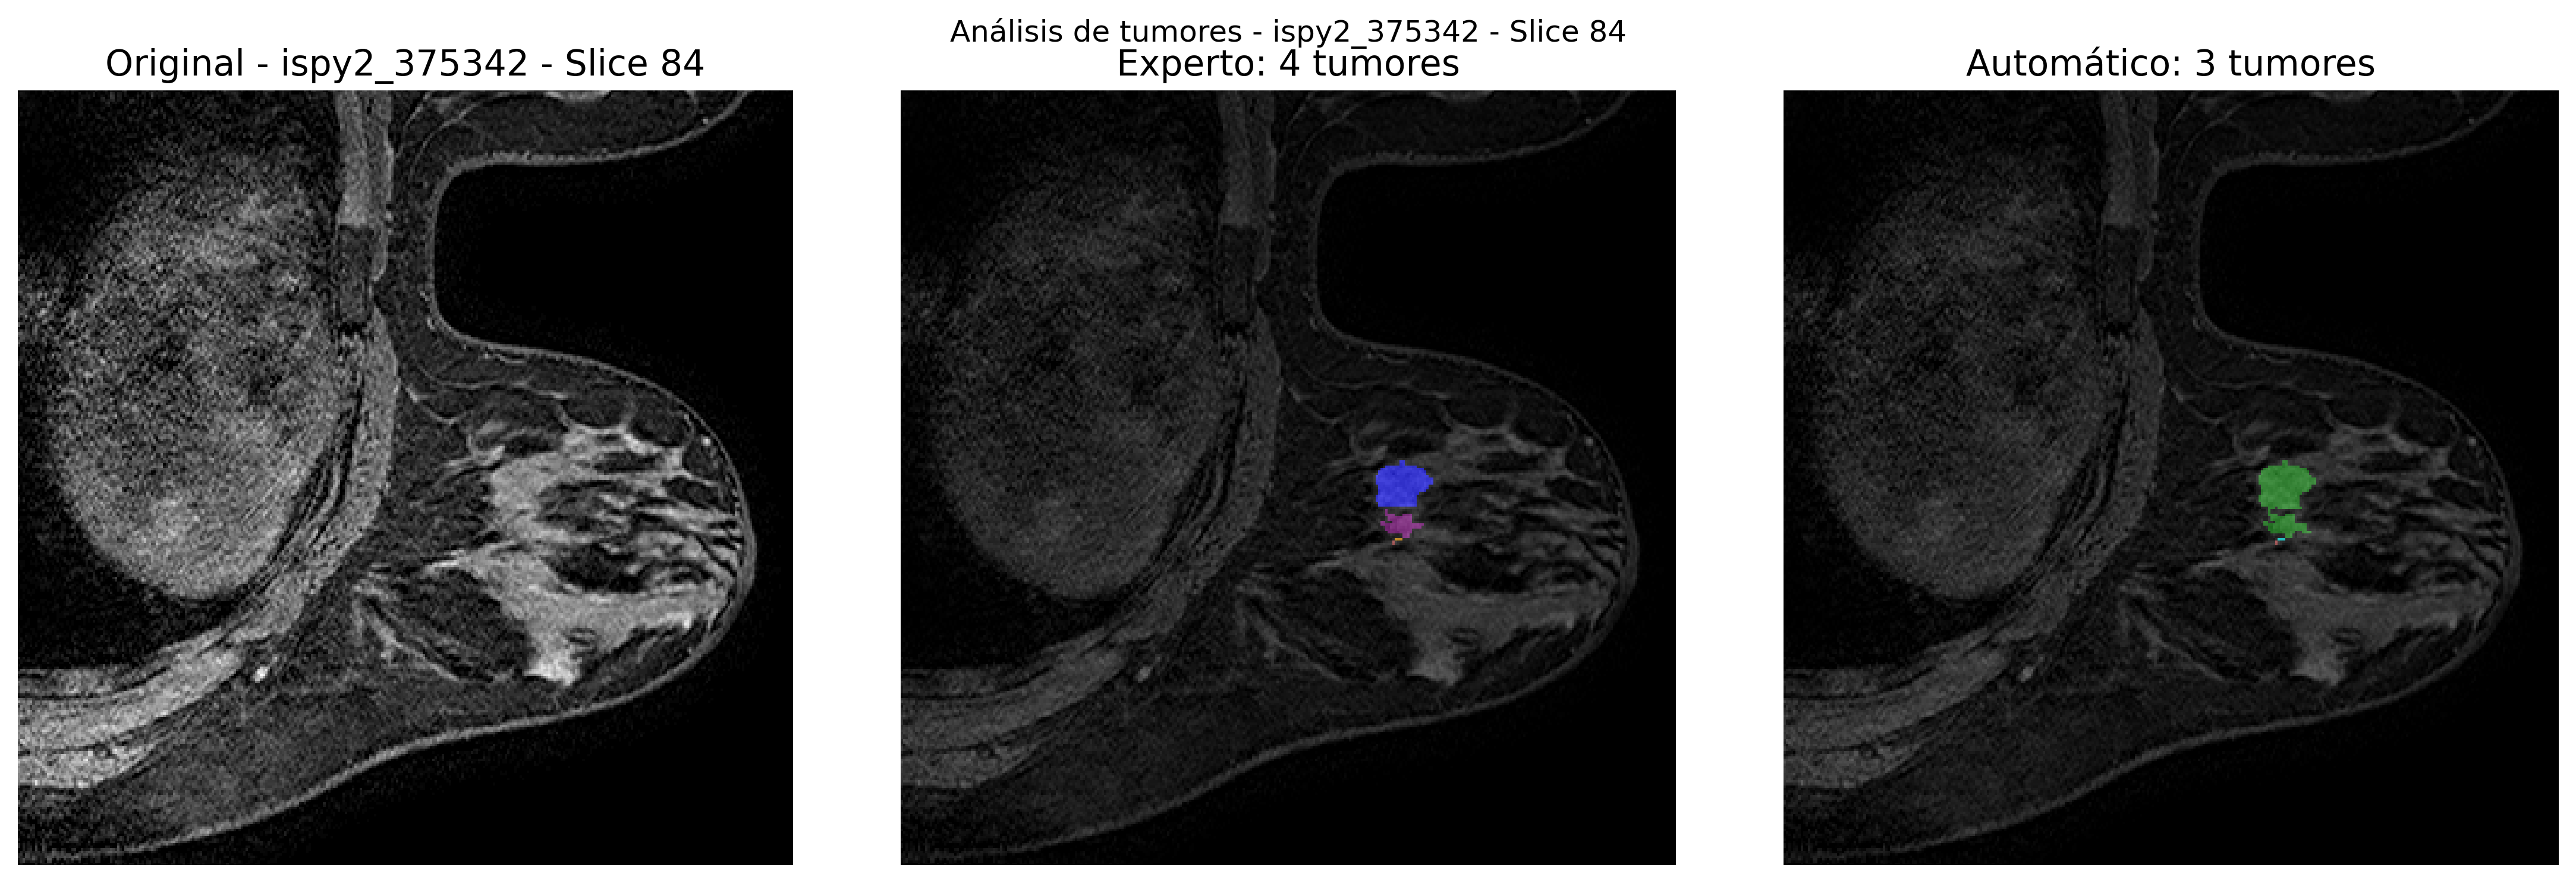 Análisis de tumores - ispy2_375342 - Slice 84
Original - ispy2_375342 - Slice 84
Experto: 4 tumores
Automático: 3 tumores